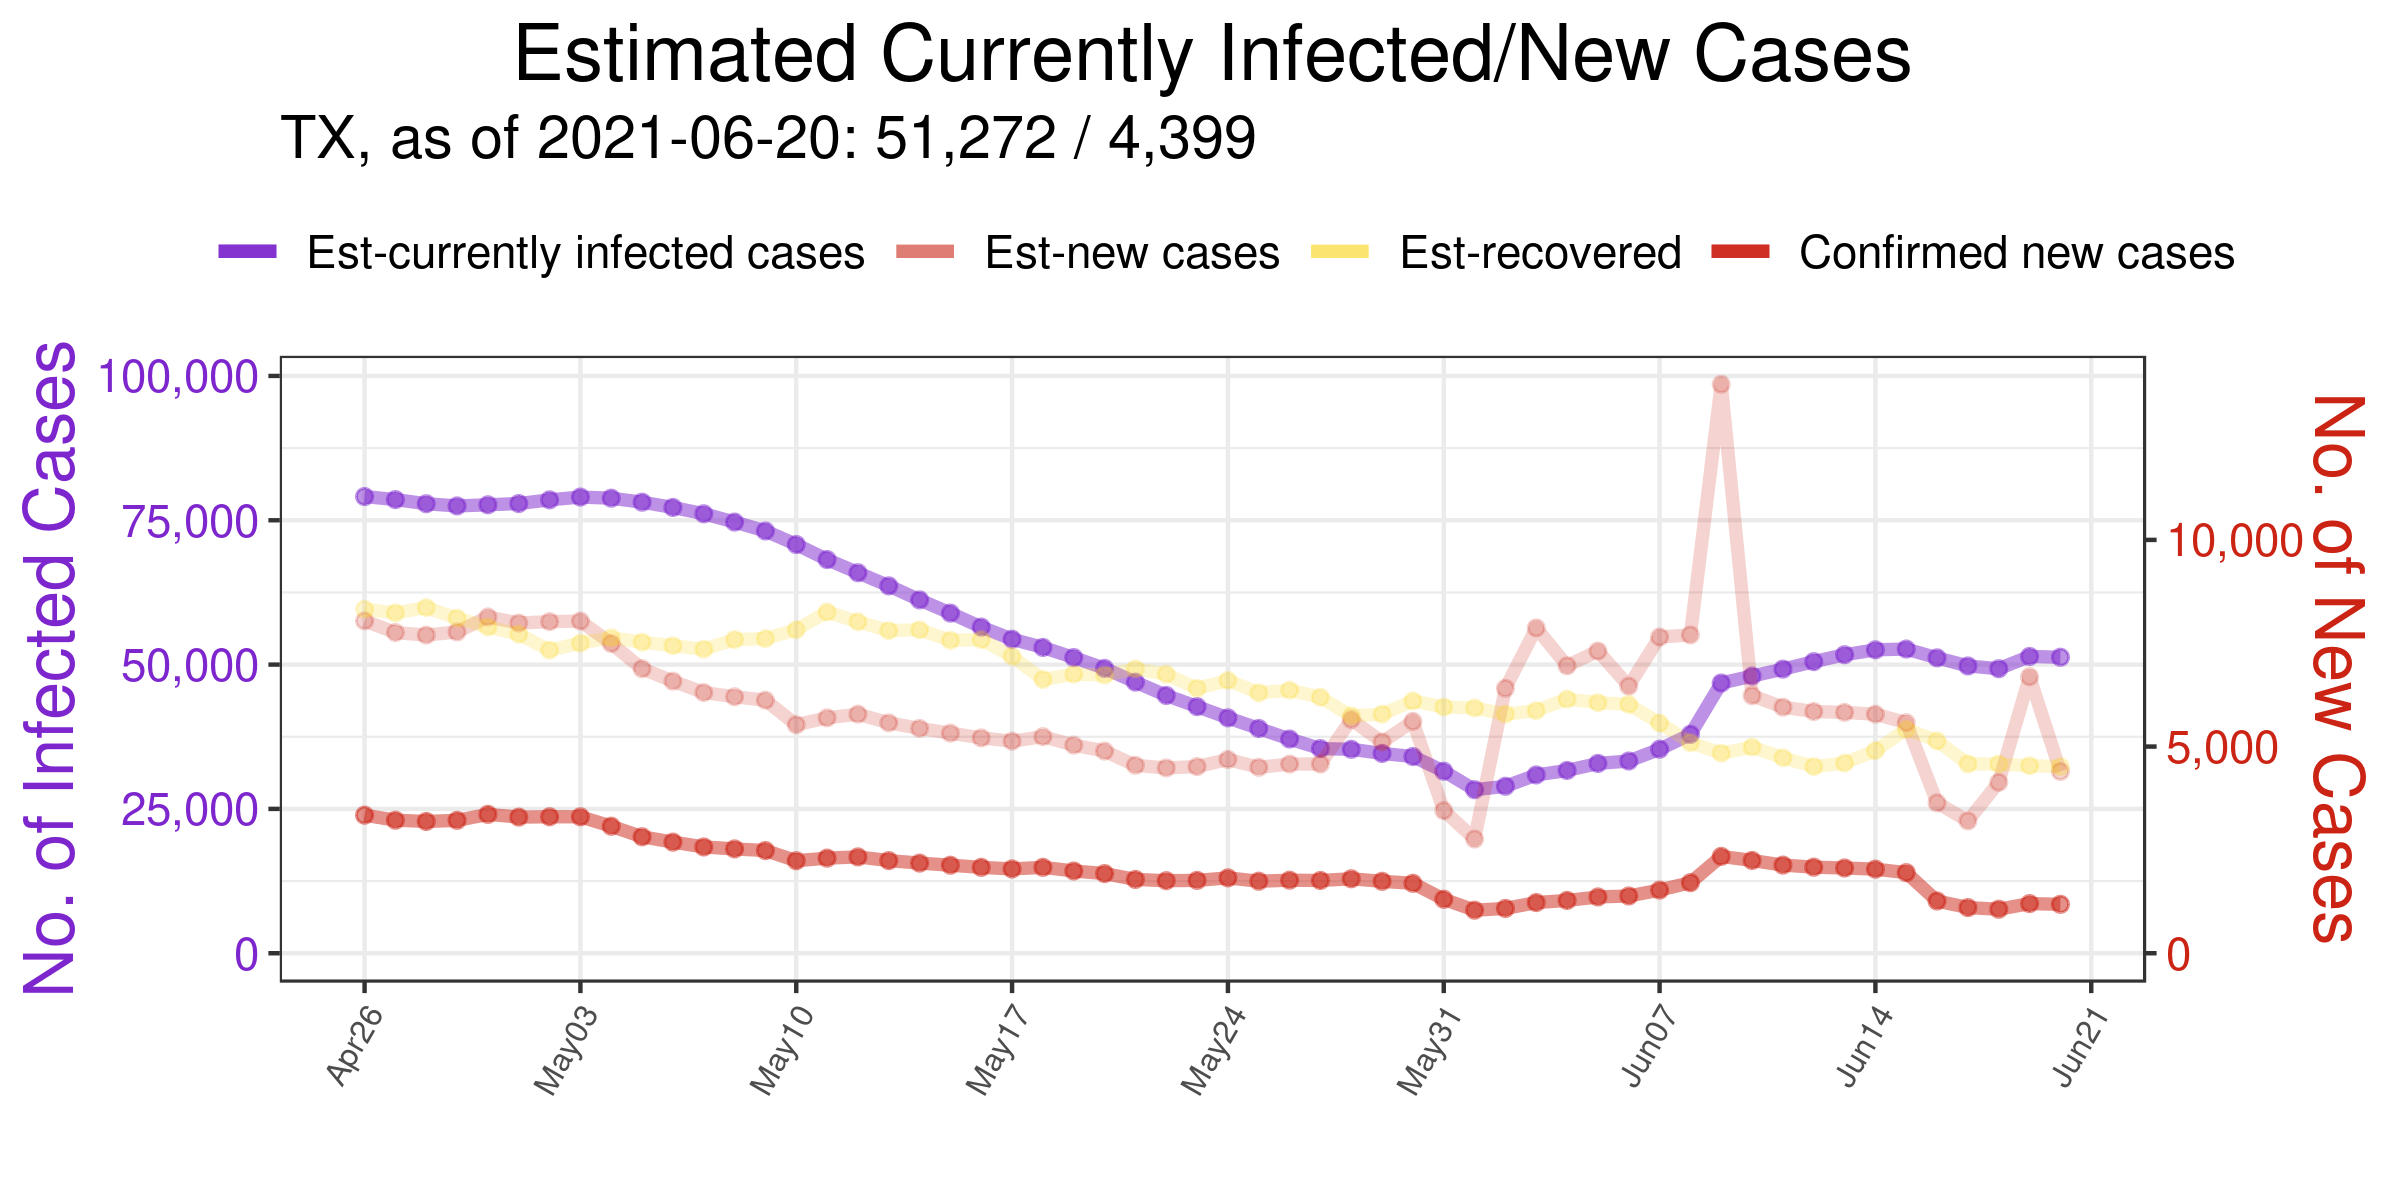 Estimated Currently Infected/New Cases
TX, as of 2021-06-20: 51,272 / 4,399
Est-currently infected cases Est-new cases Est-recovered Confirmed new cases
No. of Infected Cases
100,000
75,000
50,000
25,000
0
10,000
5,000
0
No. of New Cases
Apr26 May03 May10 May17 May24 May31 Jun07 Jun14 Jun21